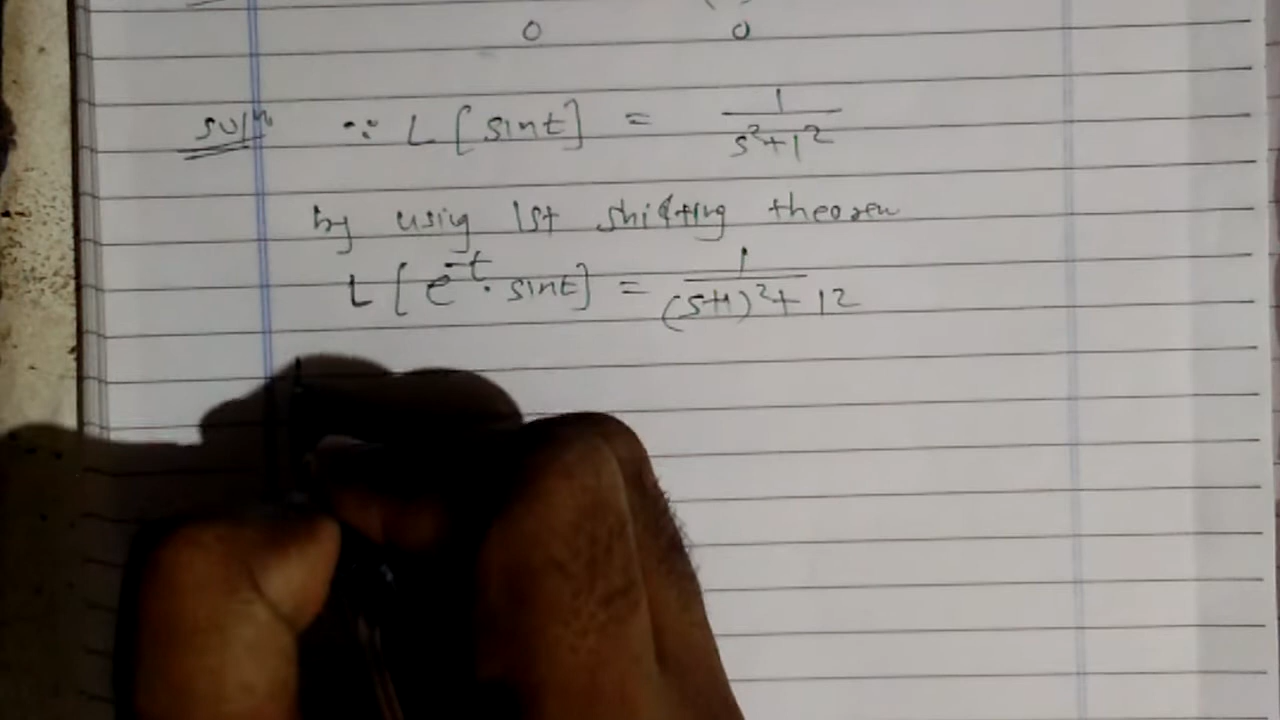 0 0
soln ∵ L [sint] = 1/(s²+1²)
by using 1st shifting theorem
L [e^-t. sint] = 1/((s+1)²+12)